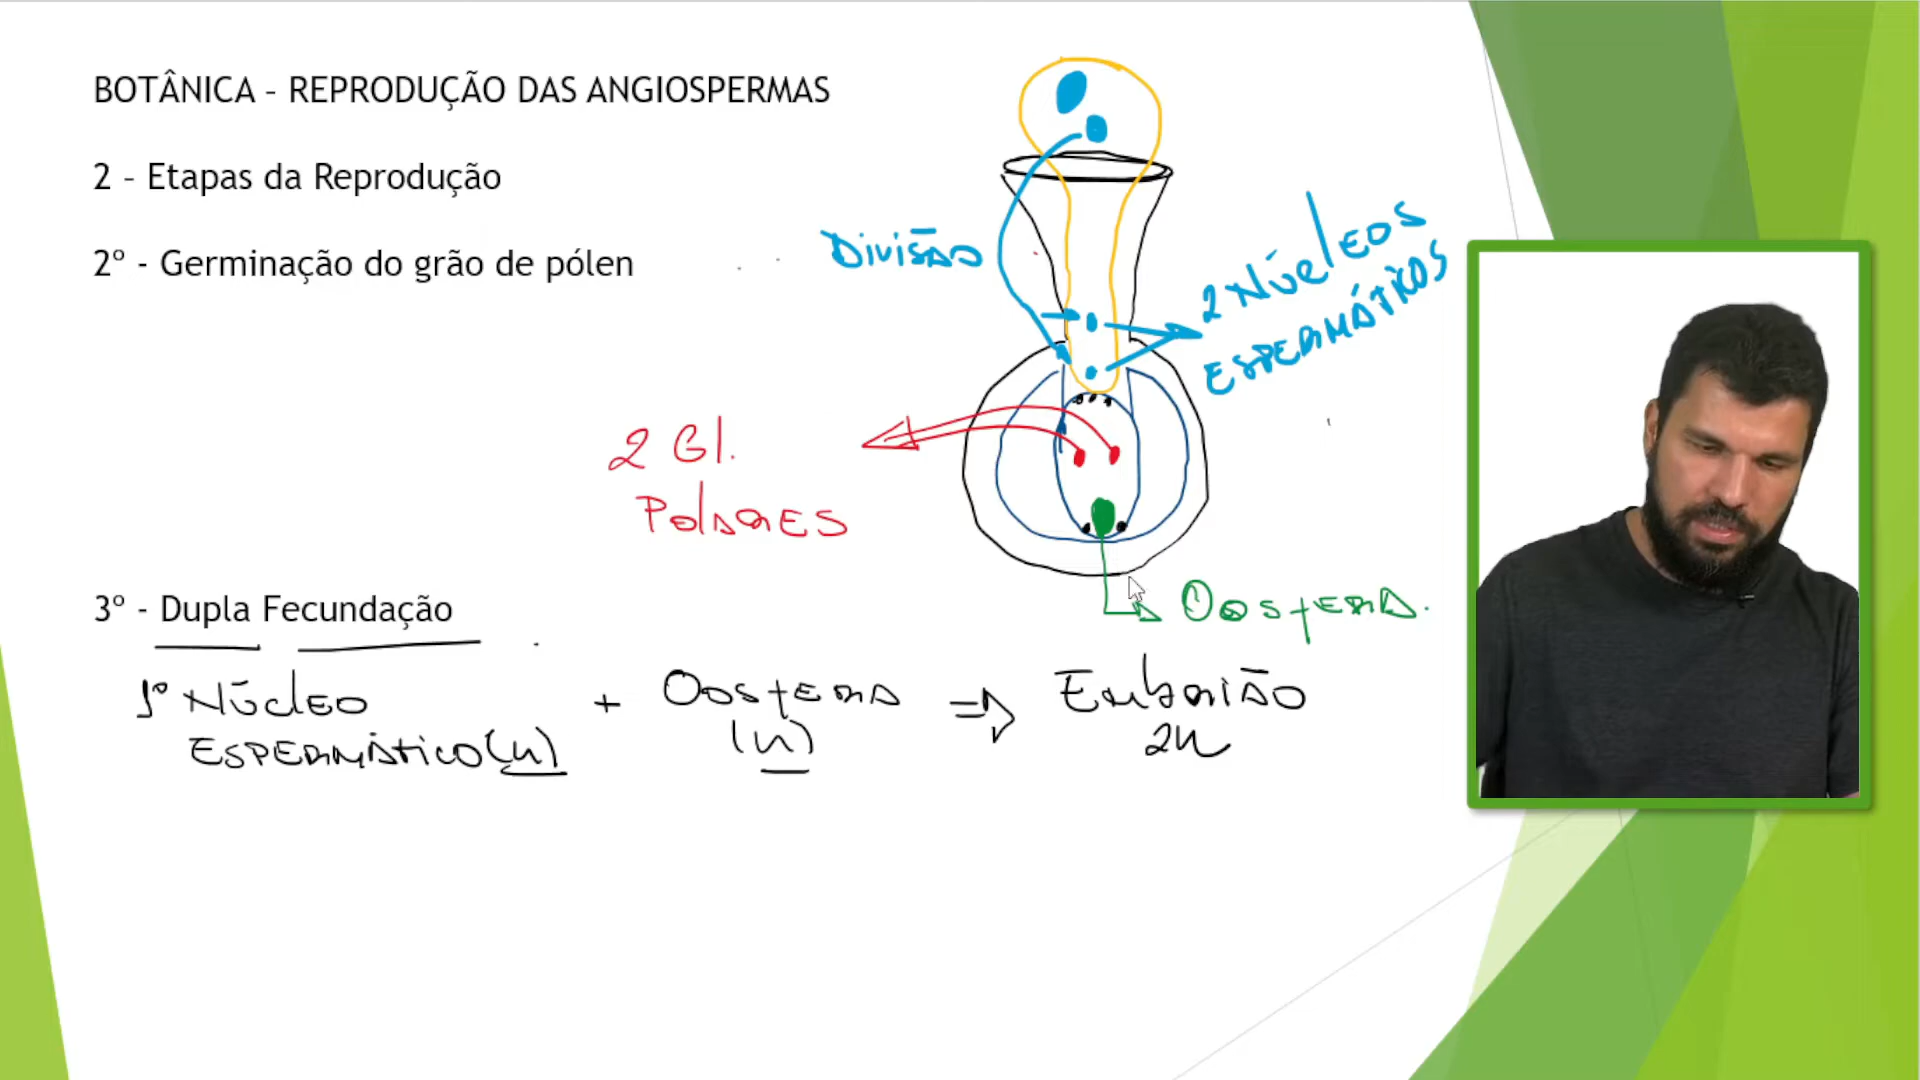 BOTÂNICA – REPRODUÇÃO DAS ANGIOSPERMAS
2 – Etapas da Reprodução
2º - Germinação do grão de pólen
Divisão
2 Núcleos
Espermáticos
2 Gl.
Polares
Oosfera.
3º - Dupla Fecundação
1º Núcleo
Espermático (n)
+ Oosfera
(n)
⇒ Embrião
2n